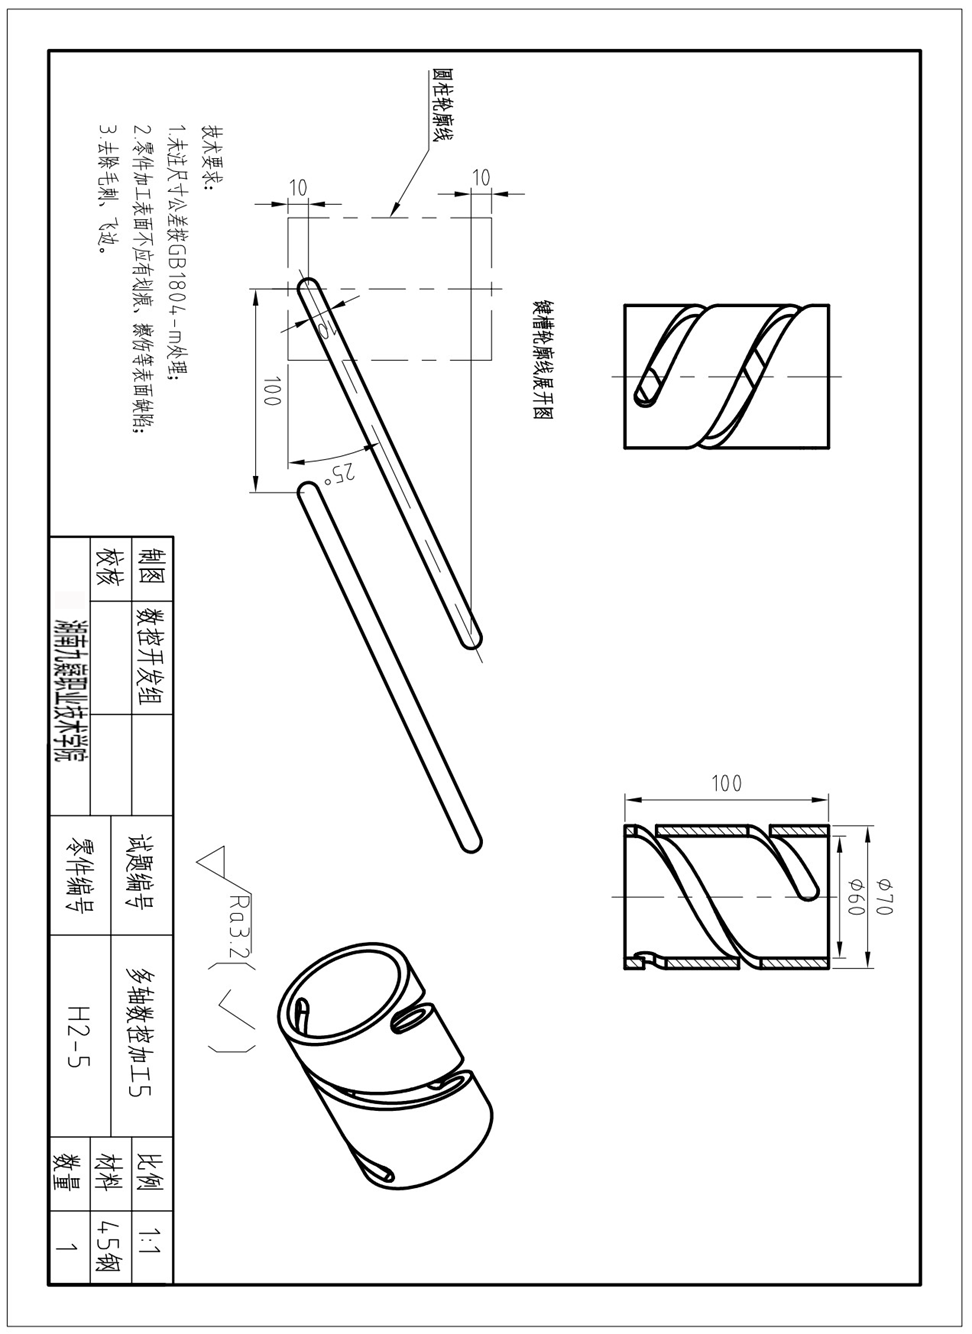 100
φ60
φ70
键槽轮廓线展开图
圆柱轮廓线
10
10
10
100
25°
技术要求:
1.未注尺寸公差按GB1804-m处理;
2.零件加工表面不应有划痕、擦伤等表面缺陷;
3.去除毛刺、飞边。
Ra3.2
(√)
制图
数控开发组
试题编号
多轴数控加工5
比例
1:1
校核
材料
45钢
湖南九嶷职业技术学院
零件编号
H2-5
数量
1